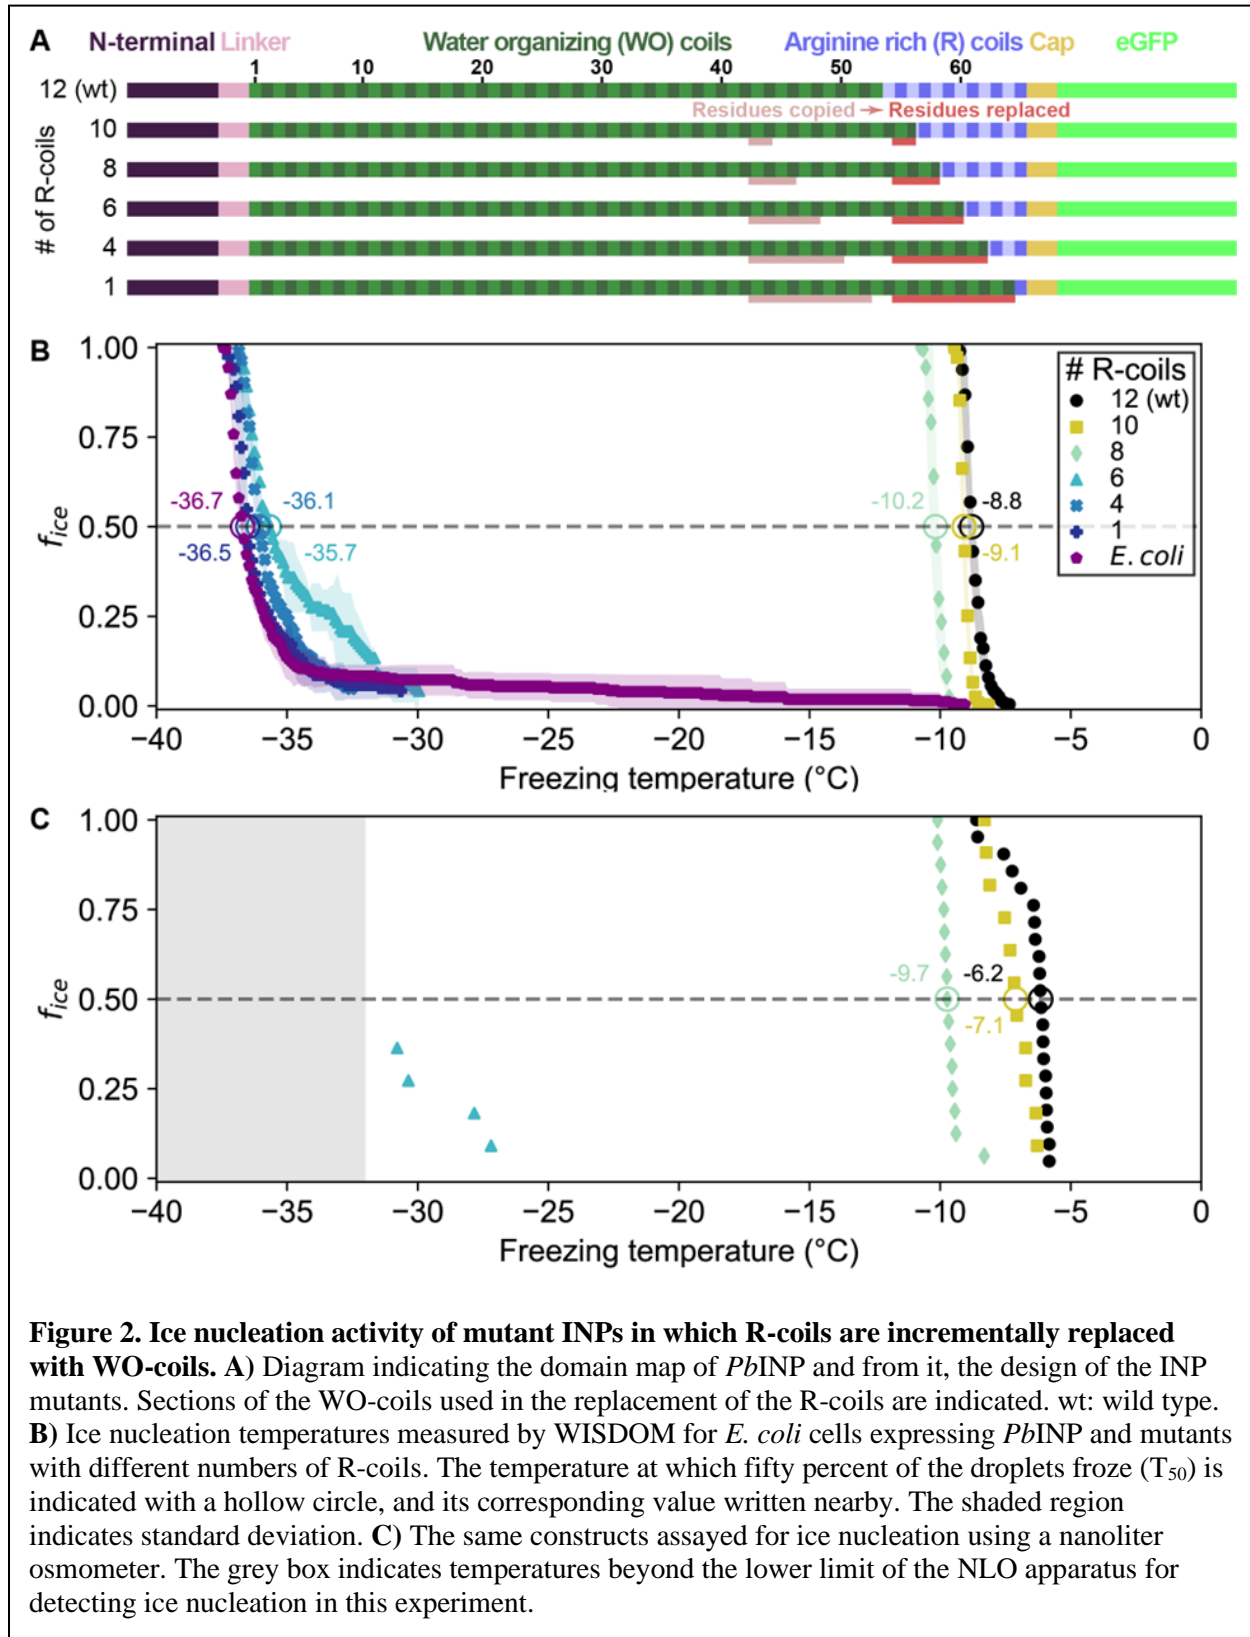 A N-terminal Linker Water organizing (WO) coils Arginine rich (R) coils Cap eGFP
1 10 20 30 40 50 60
12 (wt)
Residues copied → Residues replaced
10
8
6
4
1
# of R-coils
B
1.00
0.75
0.50
0.25
0.00
fice
-36.7 -36.1
-36.5 -35.7
-10.2 -8.8
-9.1
# R-coils
12 (wt)
10
8
6
4
1
E. coli
−40 −35 −30 −25 −20 −15 −10 −5 0
Freezing temperature (°C)
C
1.00
0.75
0.50
0.25
0.00
fice
-9.7 -6.2
-7.1
−40 −35 −30 −25 −20 −15 −10 −5 0
Freezing temperature (°C)
Figure 2. Ice nucleation activity of mutant INPs in which R-coils are incrementally replaced
with WO-coils. A) Diagram indicating the domain map of PbINP and from it, the design of the INP
mutants. Sections of the WO-coils used in the replacement of the R-coils are indicated. wt: wild type.
B) Ice nucleation temperatures measured by WISDOM for E. coli cells expressing PbINP and mutants
with different numbers of R-coils. The temperature at which fifty percent of the droplets froze (T50) is
indicated with a hollow circle, and its corresponding value written nearby. The shaded region
indicates standard deviation. C) The same constructs assayed for ice nucleation using a nanoliter
osmometer. The grey box indicates temperatures beyond the lower limit of the NLO apparatus for
detecting ice nucleation in this experiment.